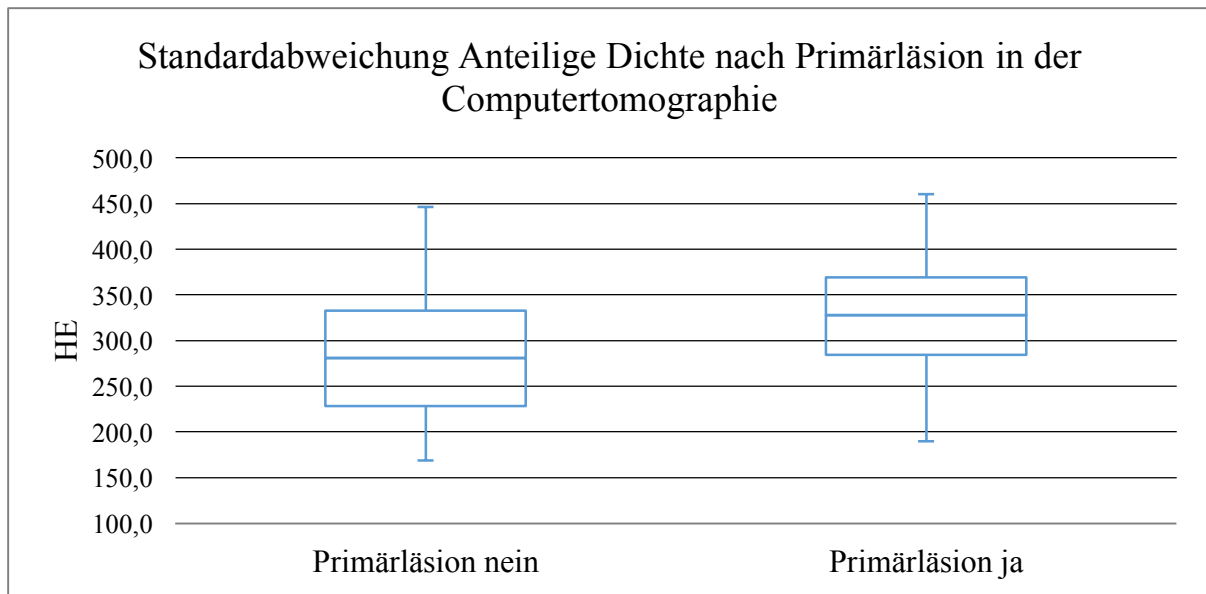 Standardabweichung Anteilige Dichte nach Primärläsion in der
Computertomographie
500,0
450,0
400,0
350,0
300,0
250,0
200,0
150,0
100,0
HE
Primärläsion nein
Primärläsion ja